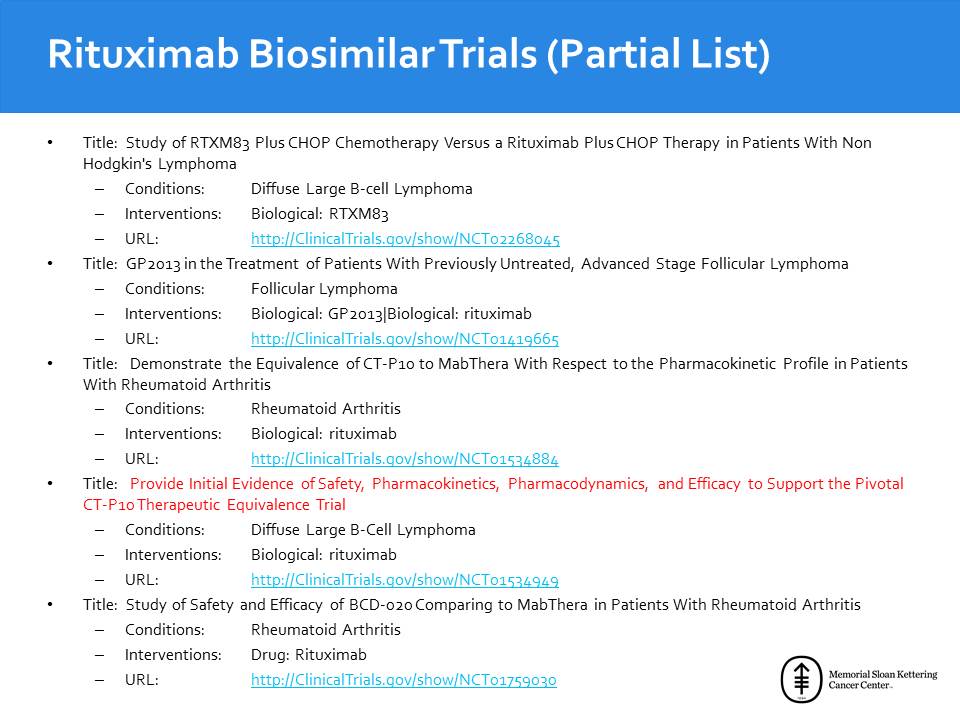 Rituximab Biosimilar Trials (Partial List)
• Title: Study of RTXM83 Plus CHOP Chemotherapy Versus a Rituximab Plus CHOP Therapy in Patients With Non
Hodgkin's Lymphoma
– Conditions: Diffuse Large B-cell Lymphoma
– Interventions: Biological: RTXM83
– URL: http://ClinicalTrials.gov/show/NCT02268045
• Title: GP2013 in the Treatment of Patients With Previously Untreated, Advanced Stage Follicular Lymphoma
– Conditions: Follicular Lymphoma
– Interventions: Biological: GP2013|Biological: rituximab
– URL: http://ClinicalTrials.gov/show/NCT01419665
• Title: Demonstrate the Equivalence of CT-P10 to MabThera With Respect to the Pharmacokinetic Profile in Patients
With Rheumatoid Arthritis
– Conditions: Rheumatoid Arthritis
– Interventions: Biological: rituximab
– URL: http://ClinicalTrials.gov/show/NCT01534884
• Title: Provide Initial Evidence of Safety, Pharmacokinetics, Pharmacodynamics, and Efficacy to Support the Pivotal
CT-P10 Therapeutic Equivalence Trial
– Conditions: Diffuse Large B-Cell Lymphoma
– Interventions: Biological: rituximab
– URL: http://ClinicalTrials.gov/show/NCT01534949
• Title: Study of Safety and Efficacy of BCD-020 Comparing to MabThera in Patients With Rheumatoid Arthritis
– Conditions: Rheumatoid Arthritis
– Interventions: Drug: Rituximab
– URL: http://ClinicalTrials.gov/show/NCT01759030
Memorial Sloan Kettering
Cancer Center